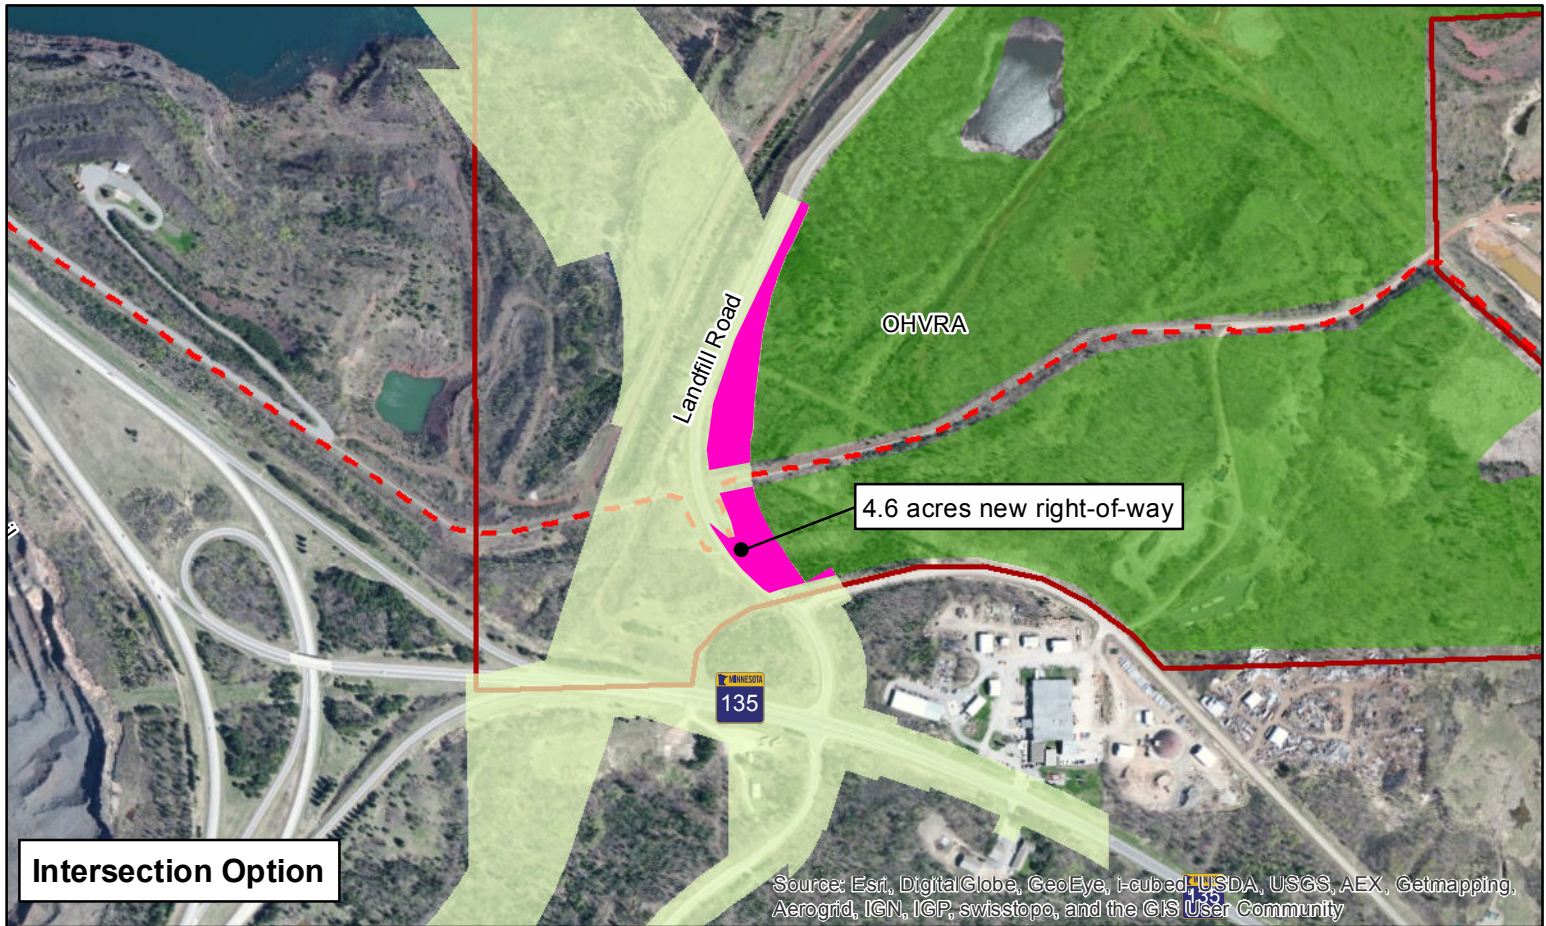 Landfill Road
OHVRA
4.6 acres new right-of-way
MINNESOTA
135
Intersection Option
135
Source: Esri, DigitalGlobe, GeoEye, i-cubed, USDA, USGS, AEX, Getmapping,
Aerogrid, IGN, IGP, swisstopo, and the GIS User Community